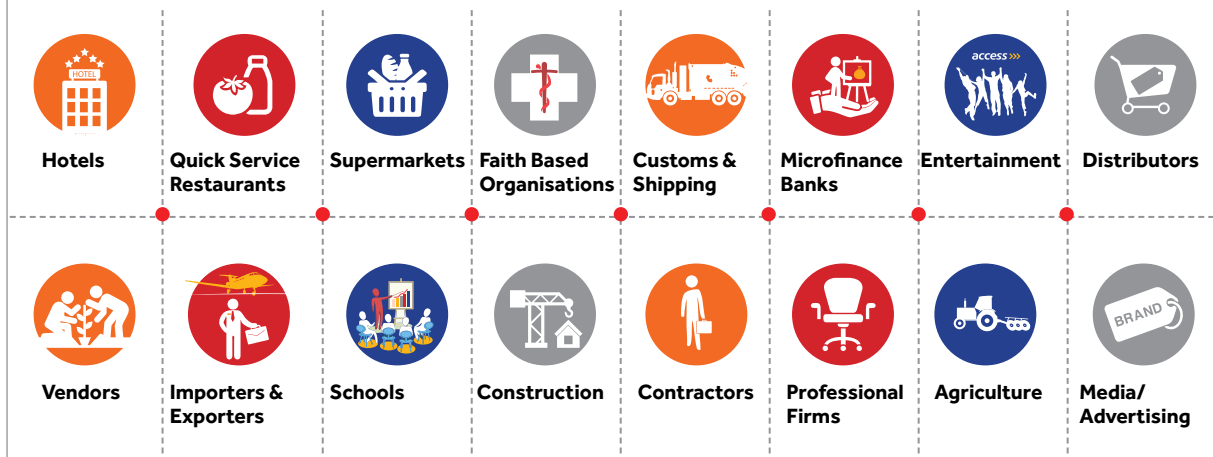 HOTEL
access »»
Hotels
Quick Service
Restaurants
Supermarkets
Faith Based
Organisations
Customs &
Shipping
Microfinance
Banks
Entertainment
Distributors
BRAND
Vendors
Importers &
Exporters
Schools
Construction
Contractors
Professional
Firms
Agriculture
Media/
Advertising